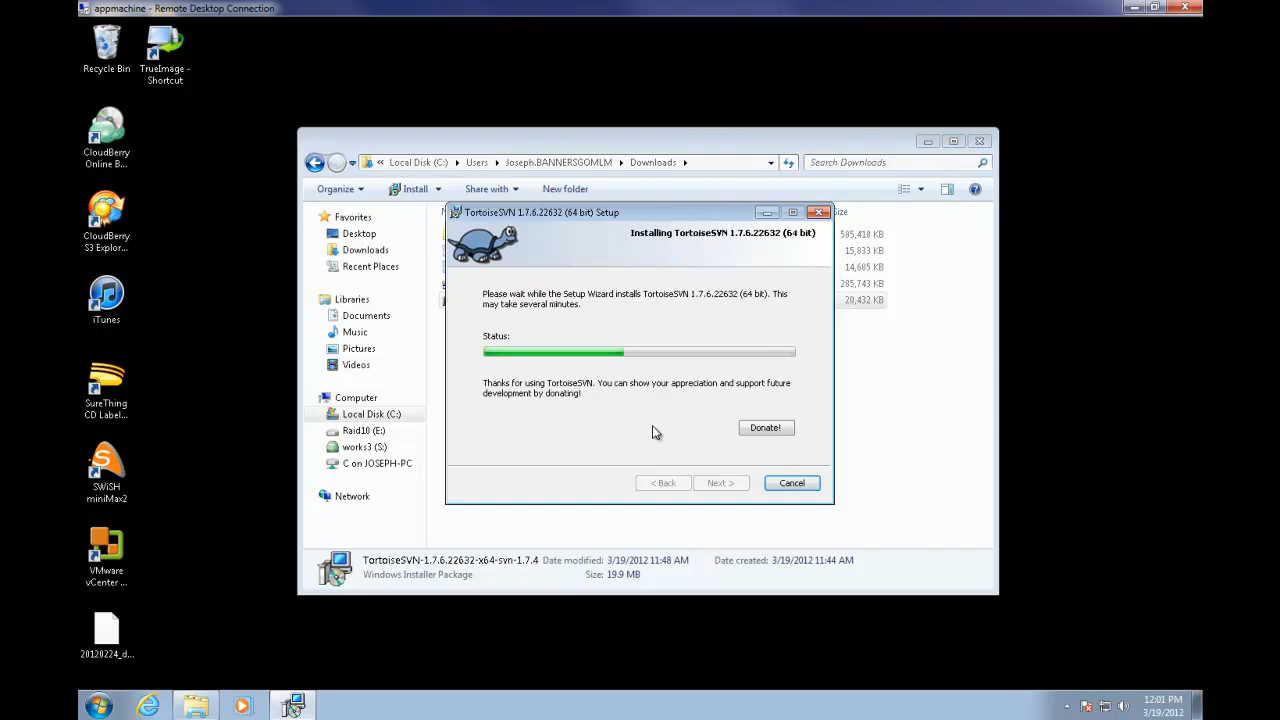 appmachine - Remote Desktop Connection
Recycle Bin
TrueImage -
Shortcut
CloudBerry
Online B...
CloudBerry
S3 Explor...
iTunes
SureThing
CD Label...
SWiSH
miniMax2
VMware
vCenter ...
20120224_d...
« Local Disk (C:) Users Joseph.BANNERSGOMLM Downloads
Search Downloads
Organize Install Share with New folder
Favorites
Desktop
Downloads
Recent Places
Libraries
Documents
Music
Pictures
Videos
Computer
Local Disk (C:)
Raid10 (E:)
works3 (S:)
C on JOSEPH-PC
Network
Size
585,418 KB
15,833 KB
14,685 KB
285,743 KB
20,432 KB
TortoiseSVN 1.7.6.22632 (64 bit) Setup
Installing TortoiseSVN 1.7.6.22632 (64 bit)
Please wait while the Setup Wizard installs TortoiseSVN 1.7.6.22632 (64 bit). This
may take several minutes.
Status:
Thanks for using TortoiseSVN. You can show your appreciation and support future
development by donating!
Donate!
< Back Next > Cancel
TortoiseSVN-1.7.6.22632-x64-svn-1.7.4 Date modified: 3/19/2012 11:48 AM Date created: 3/19/2012 11:44 AM
Windows Installer Package Size: 19.9 MB
12:01 PM
3/19/2012